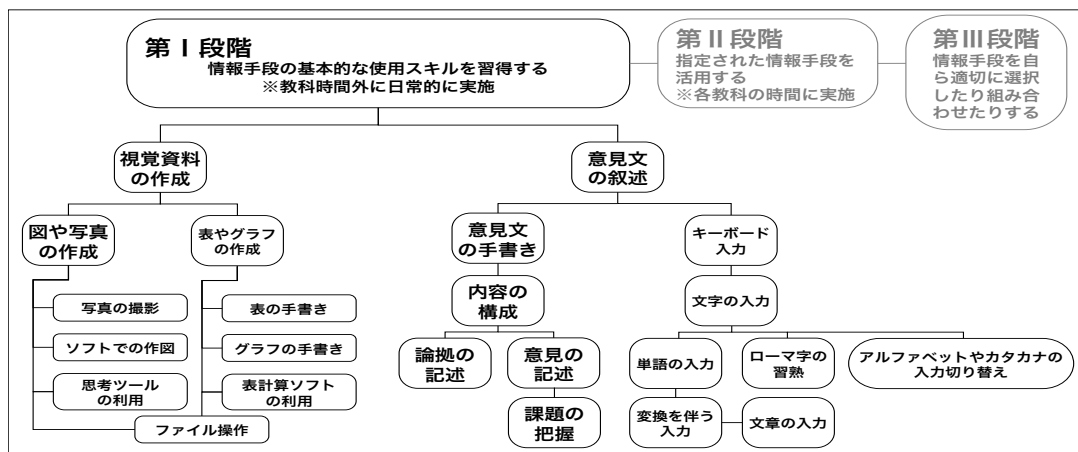 第Ⅰ段階
情報手段の基本的な使用スキルを習得する
※教科時間外に日常的に実施
第Ⅱ段階
指定された情報手段を
活用する
※各教科の時間に実施
第Ⅲ段階
情報手段を自
ら適切に選択
したり組み合
わせたりする
視覚資料
の作成
意見文
の叙述
図や写真
の作成
表やグラフ
の作成
意見文
の手書き
キーボード
入力
写真の撮影
ソフトでの作図
思考ツール
の利用
表の手書き
グラフの手書き
表計算ソフト
の利用
ファイル操作
内容の
構成
論拠の
記述
意見の
記述
課題の
把握
文字の入力
単語の入力
ローマ字の
習熟
アルファベットやカタカナの
入力切り替え
変換を伴う
入力
文章の入力